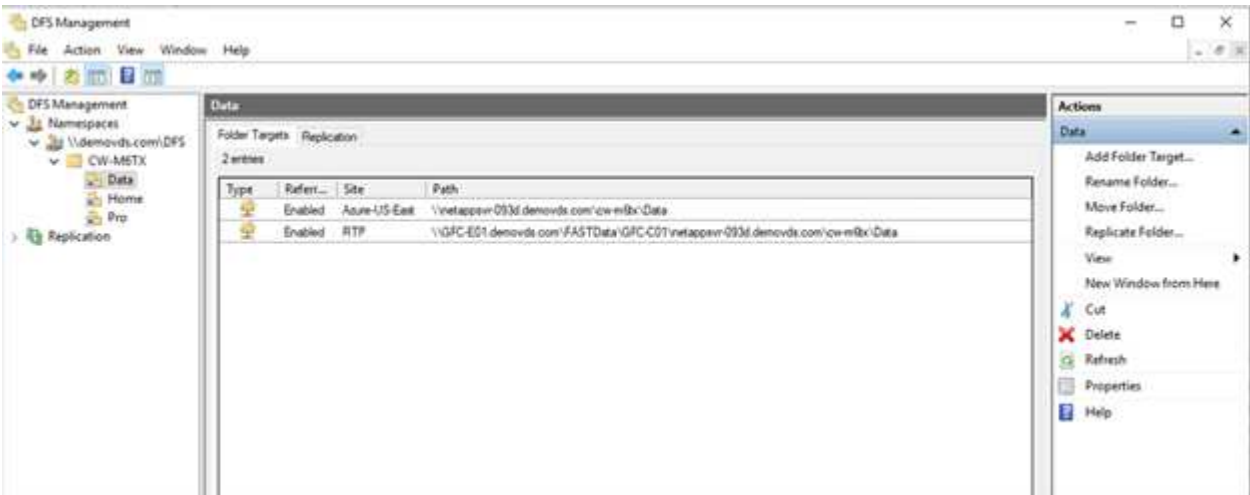 DFS Management
File Action View Window Help
DFS Management
Namespaces
\\demovds.com\DFS
CW-M6TX
Data
Home
Pro
Replication
Data
Folder Targets Replication
2 entries
Type Referr... Site Path
Enabled Azure-US-East \\netappsvr-093d.demovds.com\cw-m6tx\Data
Enabled RTP \\GFC-E01.demovds.com\FASTData\GFC-C01\netappsvr-093d.demovds.com\cw-m6tx\Data
Actions
Data
Add Folder Target...
Rename Folder...
Move Folder...
Replicate Folder...
View
New Window from Here
Cut
Delete
Refresh
Properties
Help